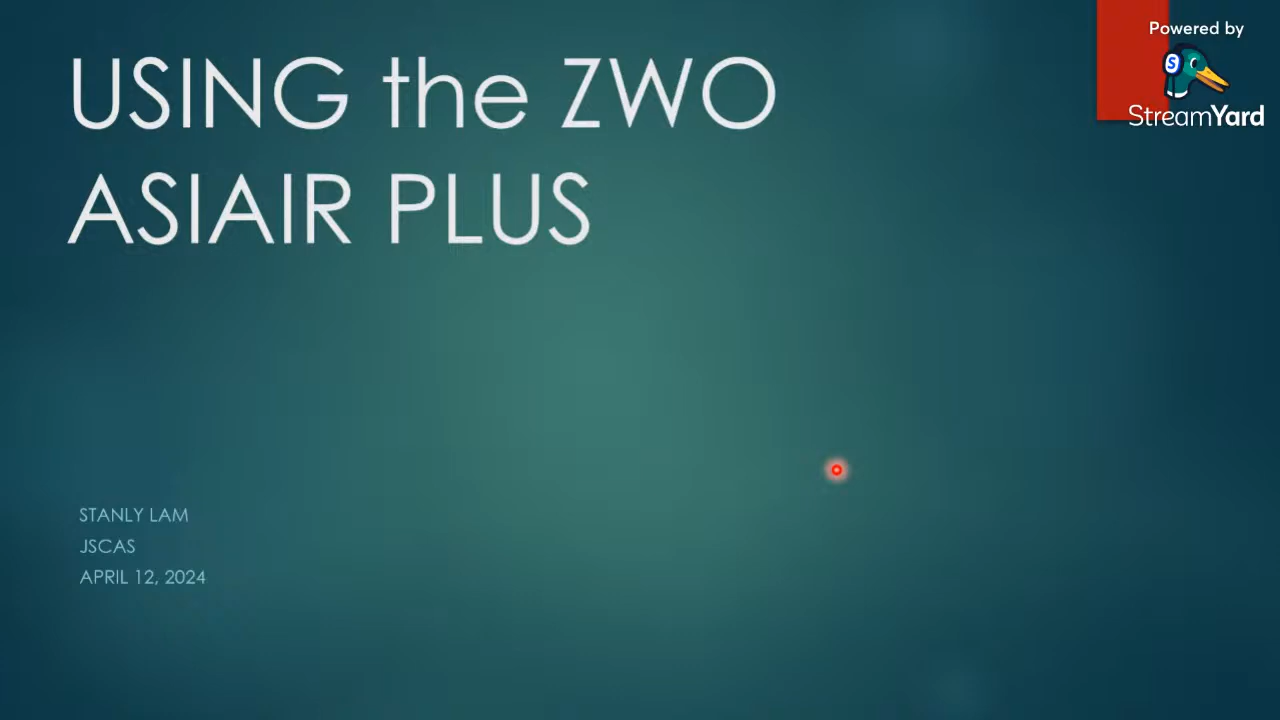 USING the ZWO
ASIAIR PLUS
Powered by
S
StreamYard
STANLY LAM
JSCAS
APRIL 12, 2024